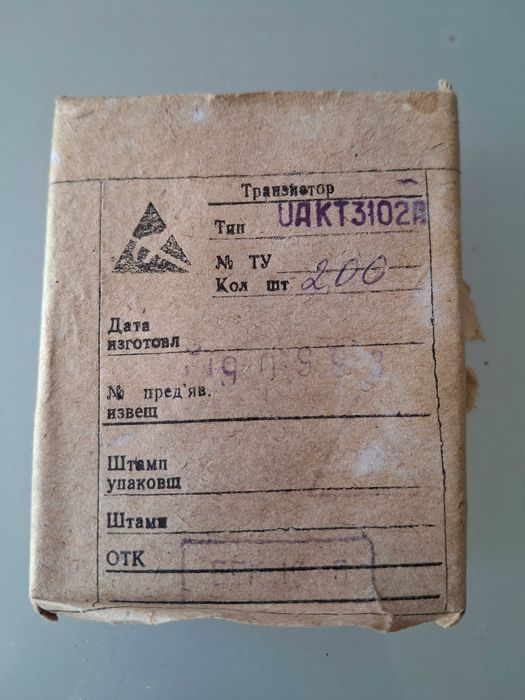 Транзистор
Тип UAKT3102A
№ ТУ
Кол шт 200
Дата
изготовл
№ пред'яв.
извещ
Штамп
упаковщ
Штамп
ОТК